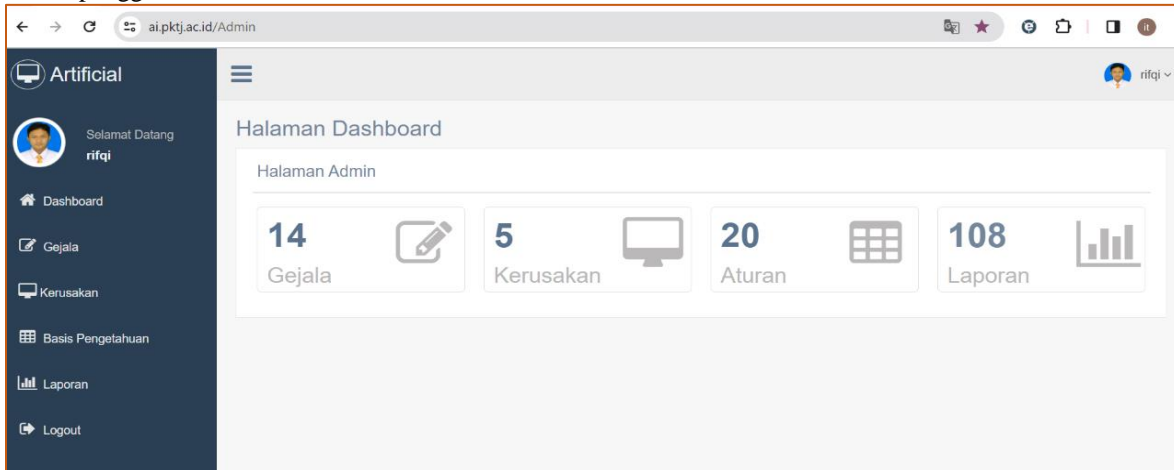 ai.pktj.ac.id/Admin
Artificial
rifqi
Selamat Datang
rifqi
Dashboard
Gejala
Kerusakan
Basis Pengetahuan
Laporan
Logout
Halaman Dashboard
Halaman Admin
14
Gejala
5
Kerusakan
20
Aturan
108
Laporan